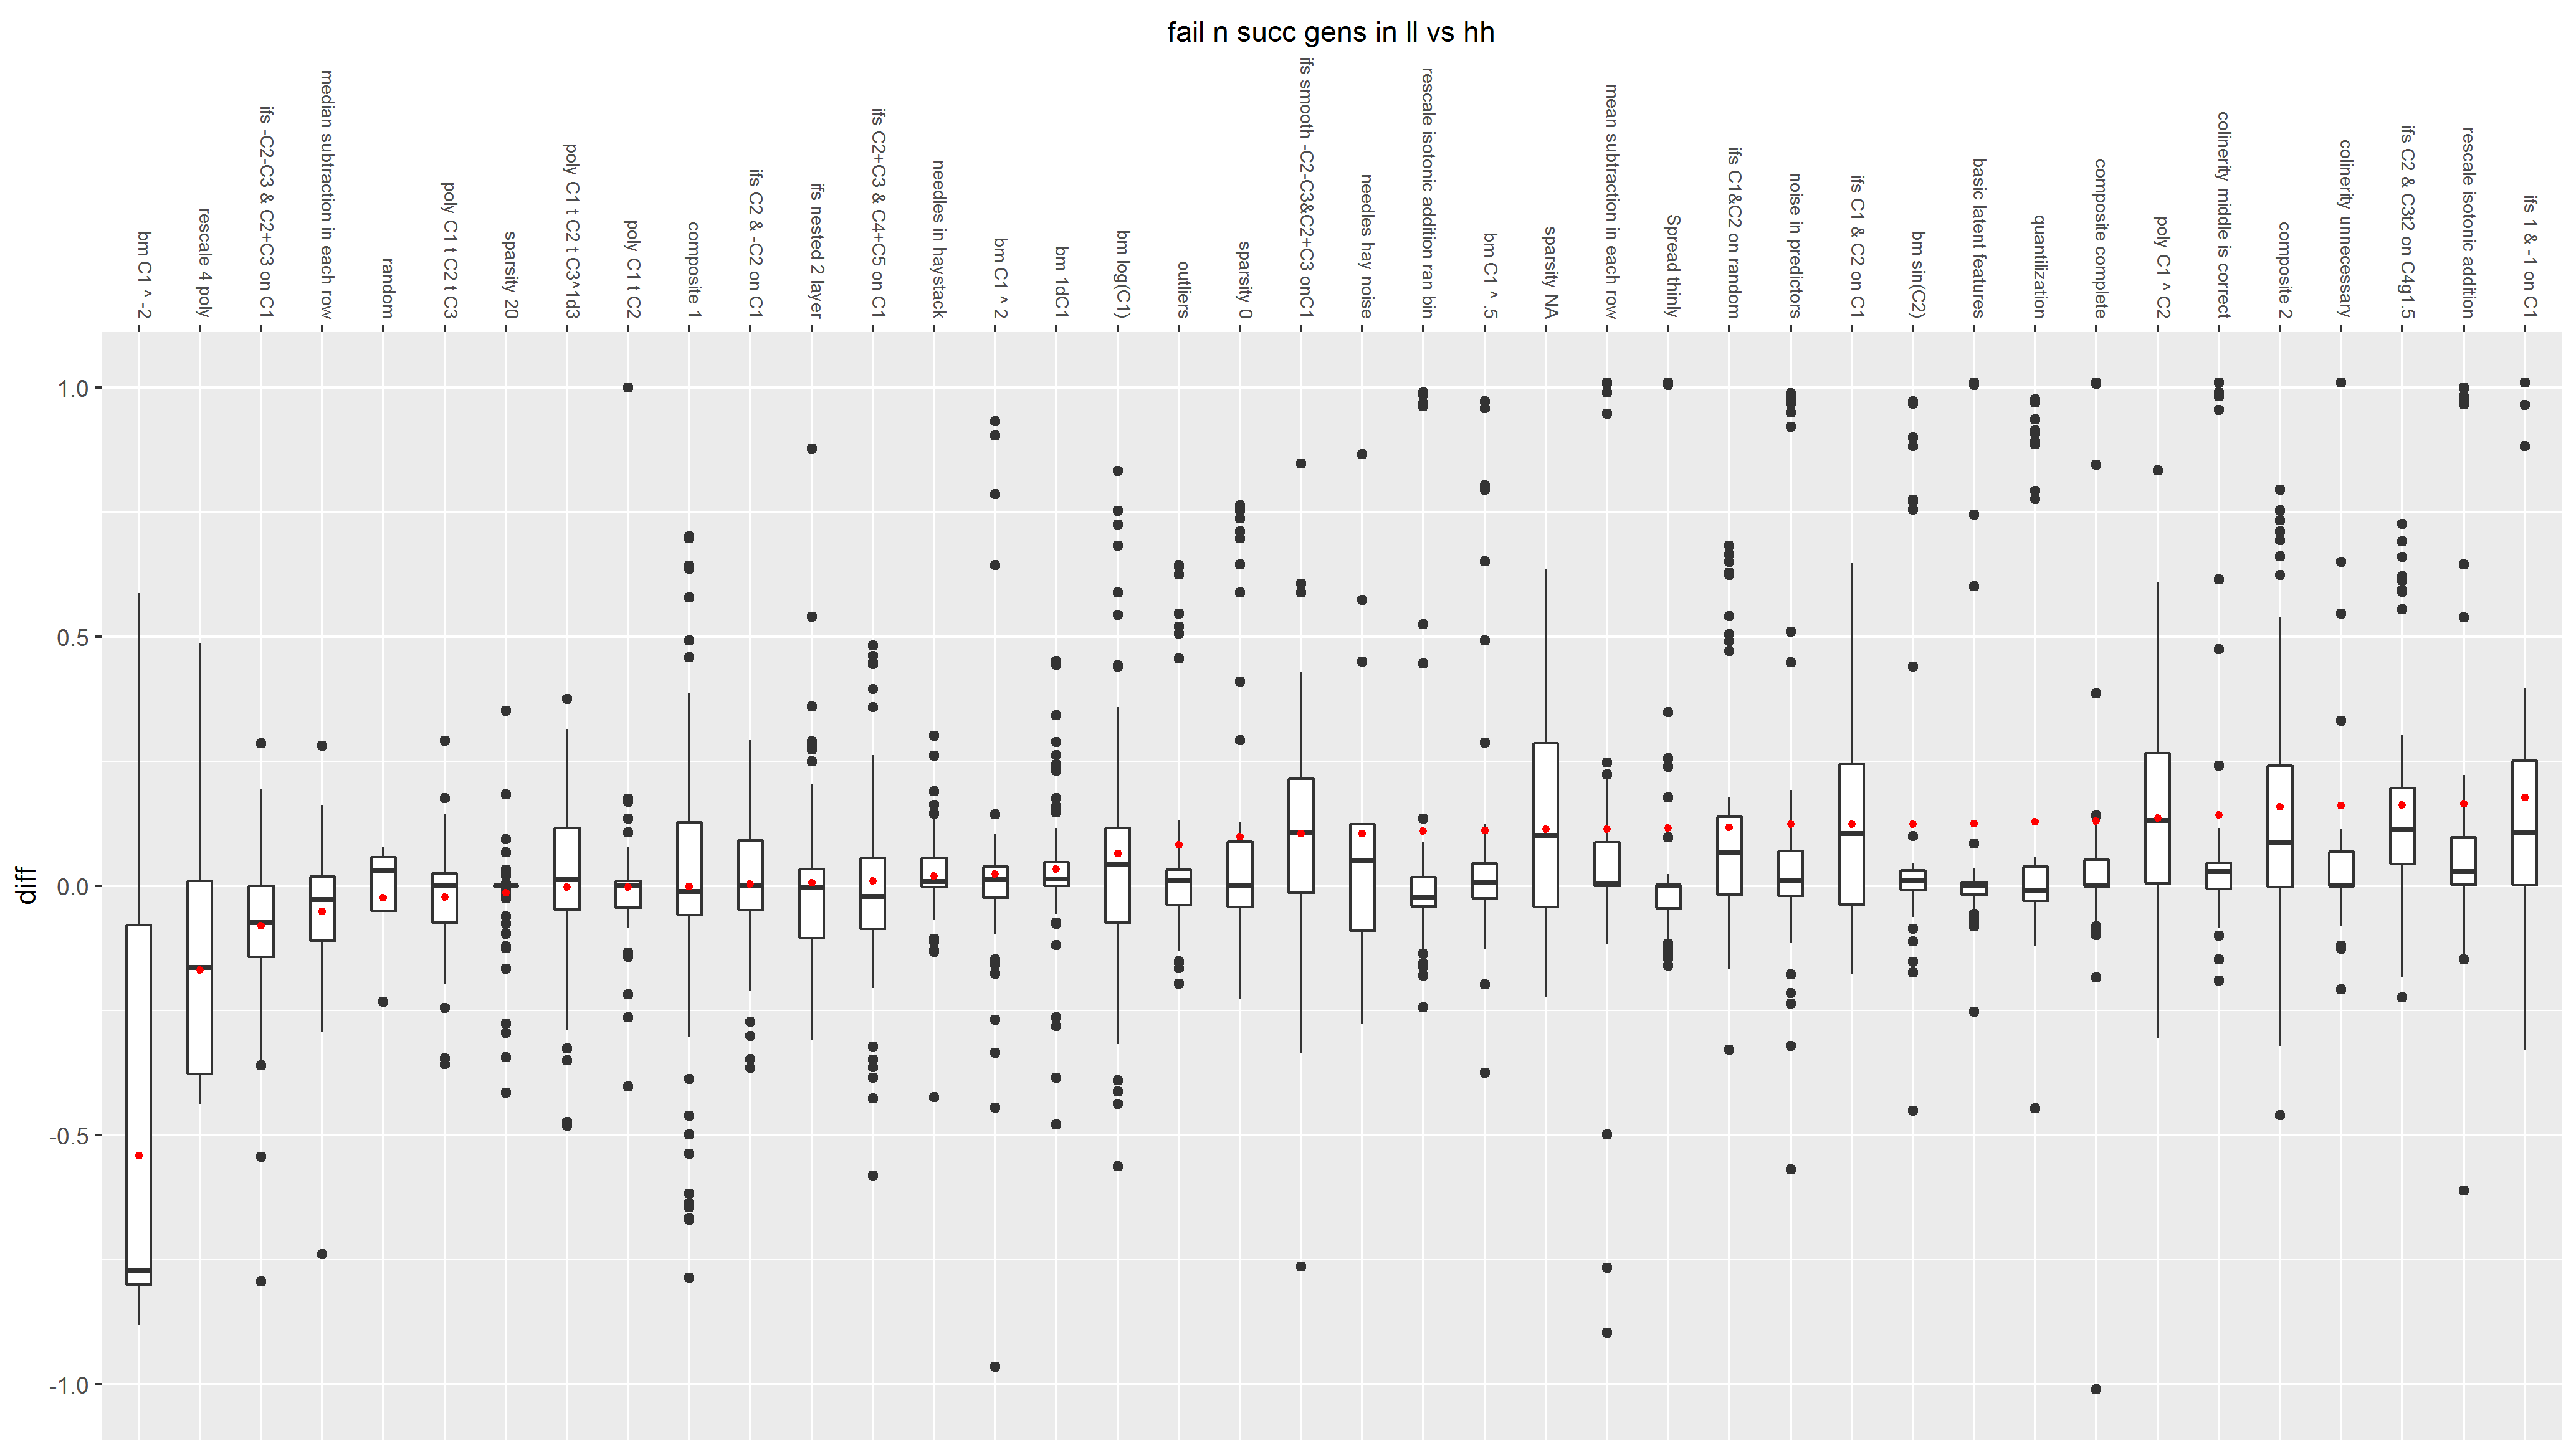 fail n succ gens in ll vs hh
bm C1 ^ -2
rescale 4 poly
ifs -C2-C3 & C2+C3 on C1
median subtraction in each row
random
poly C1 t C2 t C3
sparsity 20
poly C1 t C2 t C3^1d3
poly C1 t C2
composite 1
ifs C2 & -C2 on C1
ifs nested 2 layer
ifs C2+C3 & C4+C5 on C1
needles in haystack
bm C1 ^ 2
bm 1dC1
bm log(C1)
outliers
sparsity 0
ifs smooth -C2-C3&C2+C3 onC1
needles hay noise
rescale isotonic addition ran bin
bm C1 ^ .5
sparsity NA
mean subtraction in each row
Spread thinly
ifs C1&C2 on random
noise in predictors
ifs C1 & C2 on C1
bm sin(C2)
basic latent features
quantilization
composite complete
poly C1 ^ C2
colinerity middle is correct
composite 2
colinerity unnecessary
ifs C2 & C3t2 on C4g1.5
rescale isotonic addition
ifs 1 & -1 on C1
1.0
0.5
0.0
-0.5
-1.0
diff